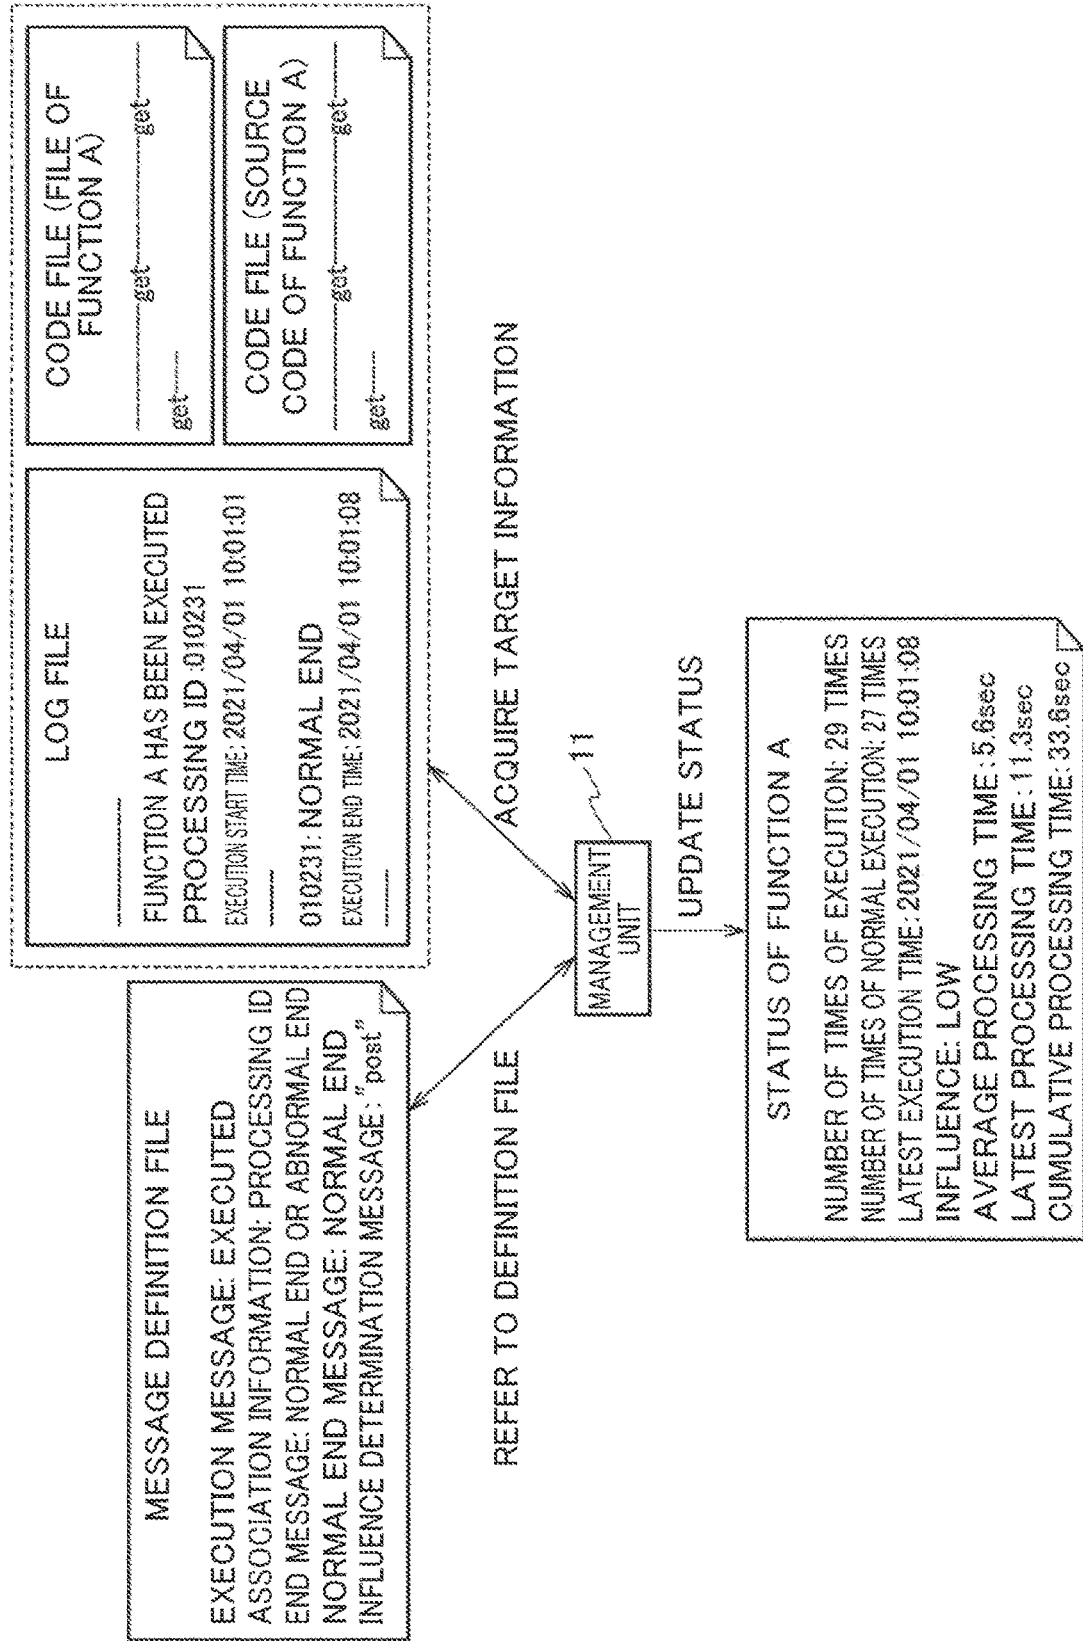 MESSAGE DEFINITION FILE
EXECUTION MESSAGE: EXECUTED
ASSOCIATION INFORMATION: PROCESSING ID
END MESSAGE: NORMAL END OR ABNORMAL END
NORMAL END MESSAGE: NORMAL END
INFLUENCE DETERMINATION MESSAGE: "post"
LOG FILE
FUNCTION A HAS BEEN EXECUTED
PROCESSING ID:010231
EXECUTION START TIME: 2021/04/01 10:01:01
010231: NORMAL END
EXECUTION END TIME: 2021/04/01 10:01:08
CODE FILE (FILE OF
FUNCTION A)
get get
get
CODE FILE (SOURCE
CODE OF FUNCTION A)
get get
get
REFER TO DEFINITION FILE
ACQUIRE TARGET INFORMATION
MANAGEMENT
UNIT
11
UPDATE STATUS
STATUS OF FUNCTION A
NUMBER OF TIMES OF EXECUTION: 29 TIMES
NUMBER OF TIMES OF NORMAL EXECUTION: 27 TIMES
LATEST EXECUTION TIME: 2021/04/01 10:01:08
INFLUENCE: LOW
AVERAGE PROCESSING TIME: 5.6sec
LATEST PROCESSING TIME: 11.3sec
CUMULATIVE PROCESSING TIME: 33.6sec